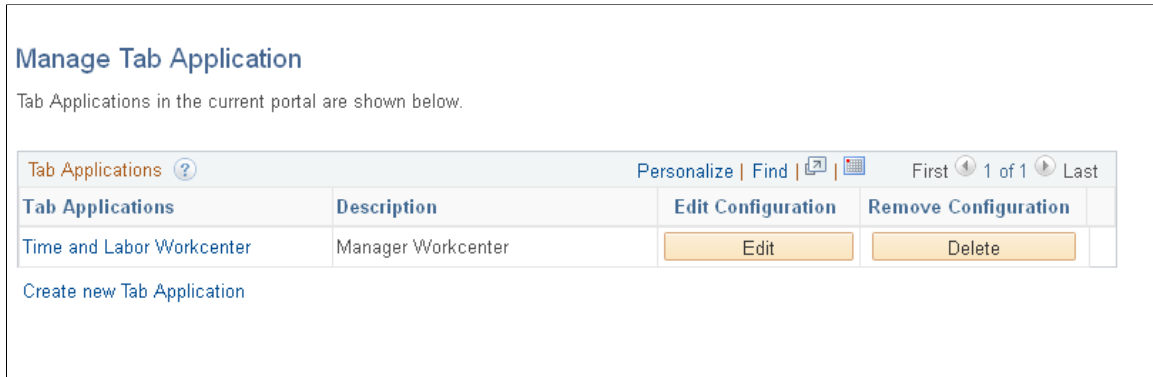 Manage Tab Application
Tab Applications in the current portal are shown below.
Tab Applications ? Personalize | Find | | First 1 of 1 Last
Tab Applications Description Edit Configuration Remove Configuration
Time and Labor Workcenter Manager Workcenter Edit Delete
Create new Tab Application